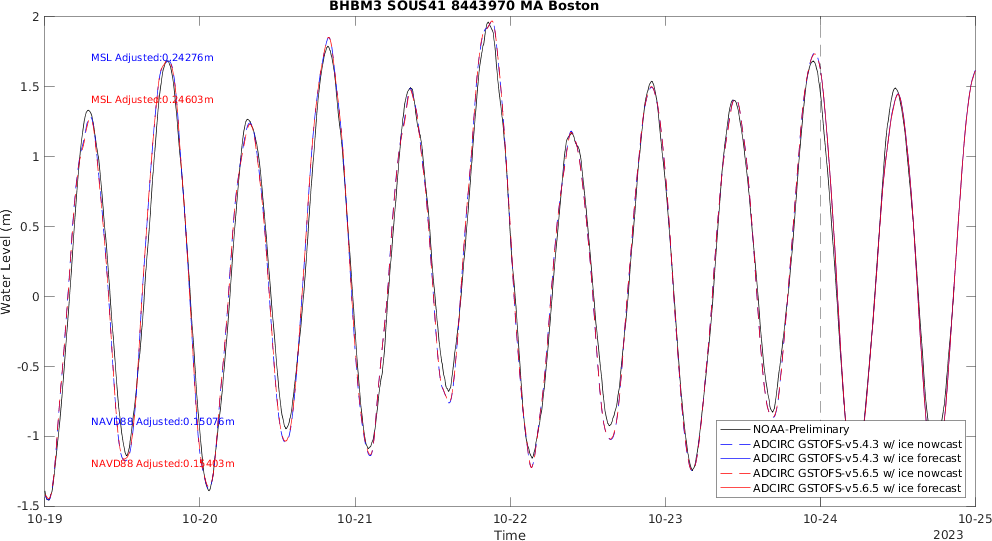 BHBM3 SOUS41 8443970 MA Boston
2
MSL Adjusted:0.24276m
1.5
MSL Adjusted:0.24603m
1
0.5
Water Level (m)
0
-0.5
NAVD88 Adjusted:0.15076m
-1
NAVD88 Adjusted:0.15403m
-1.5
NOAA-Preliminary
ADCIRC GSTOFS-v5.4.3 w/ ice nowcast
ADCIRC GSTOFS-v5.4.3 w/ ice forecast
ADCIRC GSTOFS-v5.6.5 w/ ice nowcast
ADCIRC GSTOFS-v5.6.5 w/ ice forecast
10-19 10-20 10-21 10-22 10-23 10-24 10-25
Time
2023